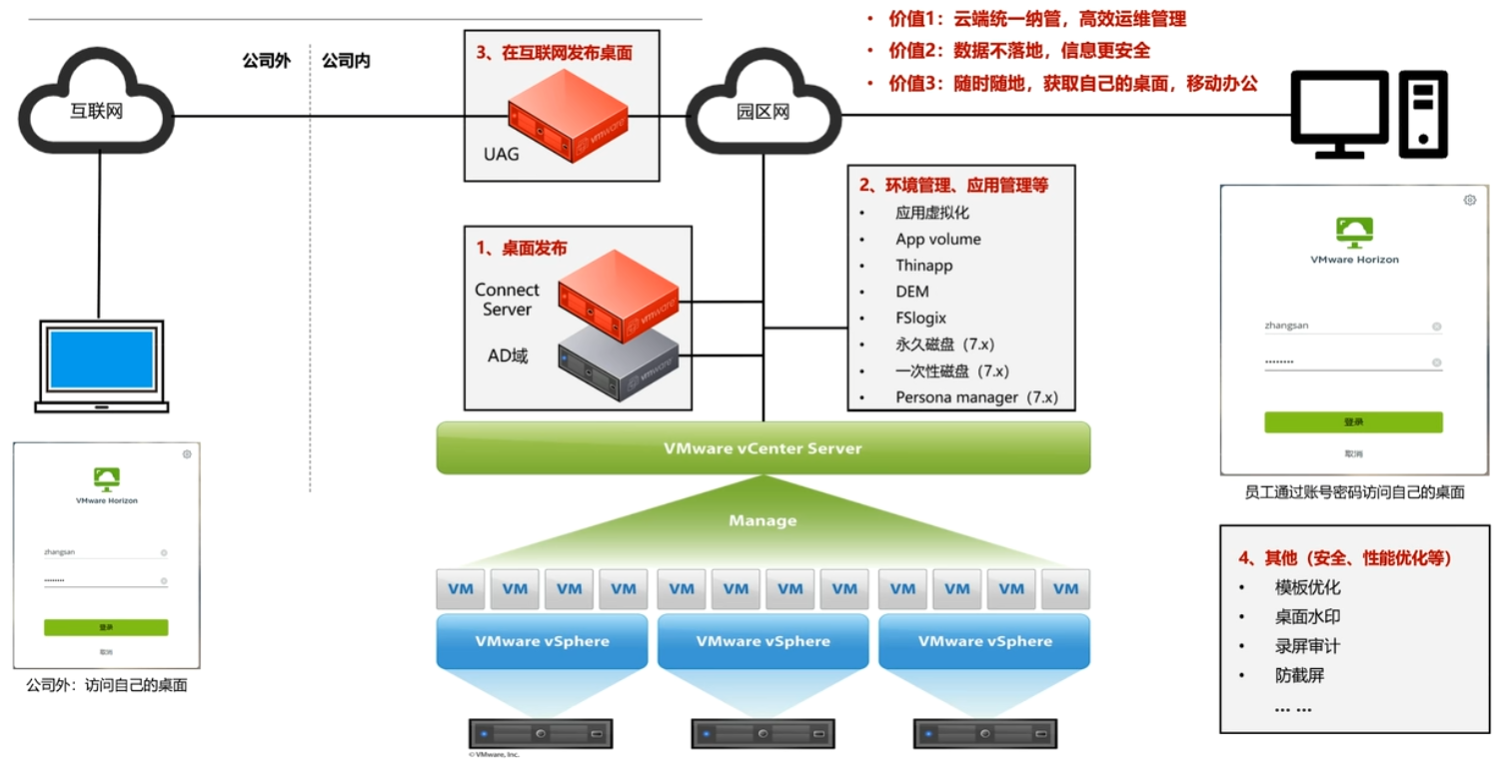 价值1：云端统一纳管，高效运维管理
价值2：数据不落地，信息更安全
价值3：随时随地，获取自己的桌面，移动办公
公司外
公司内
互联网
3、在互联网发布桌面
vmware
UAG
园区网
1、桌面发布
Connect
Server
vmware
AD域
vmware
2、环境管理、应用管理等
• 应用虚拟化
• App volume
• Thinapp
• DEM
• FSlogix
• 永久磁盘（7.x）
• 一次性磁盘（7.x）
• Persona manager（7.x）
VMware Horizon
zhangsan
••••••••
登录
取消
员工通过账号密码访问自己的桌面
VMware Horizon
zhangsan
••••••••
登录
取消
公司外：访问自己的桌面
VMware vCenter Server
Manage
VM VM VM VM VM VM VM VM VM VM VM VM
VMware vSphere VMware vSphere VMware vSphere
© VMware, Inc.
4、其他（安全、性能优化等）
• 模板优化
• 桌面水印
• 录屏审计
• 防截屏
... ...